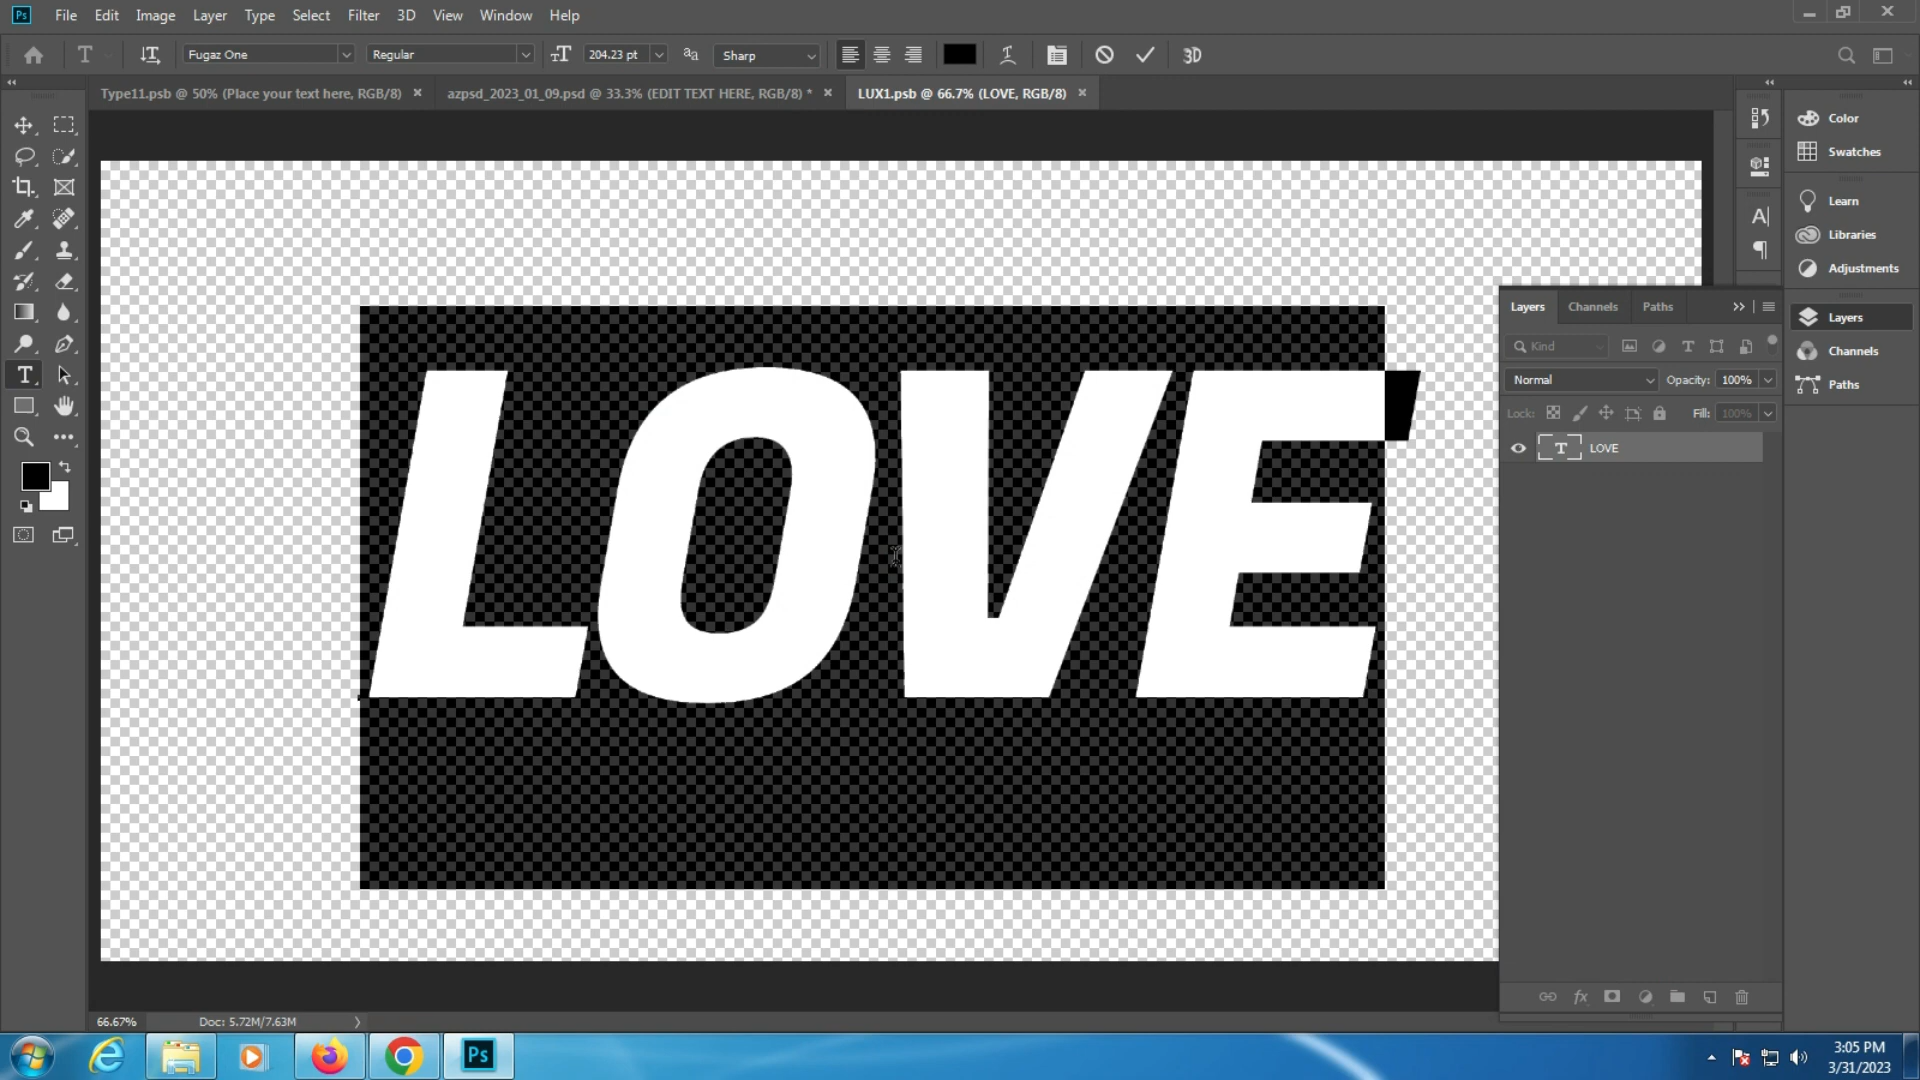 Ps File Edit Image Layer Type Select Filter 3D View Window Help
T Fugaz One Regular 204.23 pt aa Sharp 3D
Type11.psb @ 50% (Place your text here, RGB/8) × azpsd_2023_01_09.psd @ 33.3% (EDIT TEXT HERE, RGB/8) * × LUX1.psb @ 66.7% (LOVE, RGB/8) ×
Color
Swatches
Learn
Libraries
Adjustments
Layers
Channels
Paths
Layers Channels Paths
Kind
Normal Opacity: 100%
Lock: Fill: 100%
T LOVE
LOVE
fx
66.67% Doc: 5.72M/7.63M
Ps
3:05 PM
3/31/2023